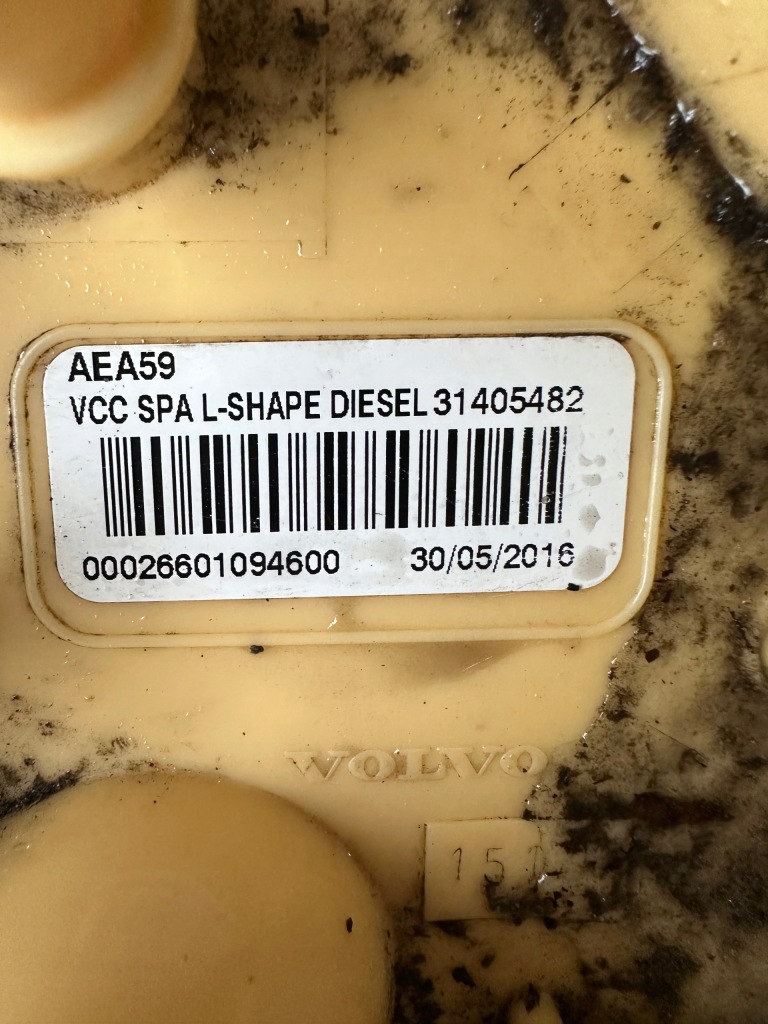 AEA59
VCC SPA L-SHAPE DIESEL 31405482
00026601094600 30/05/2016
VOLVO